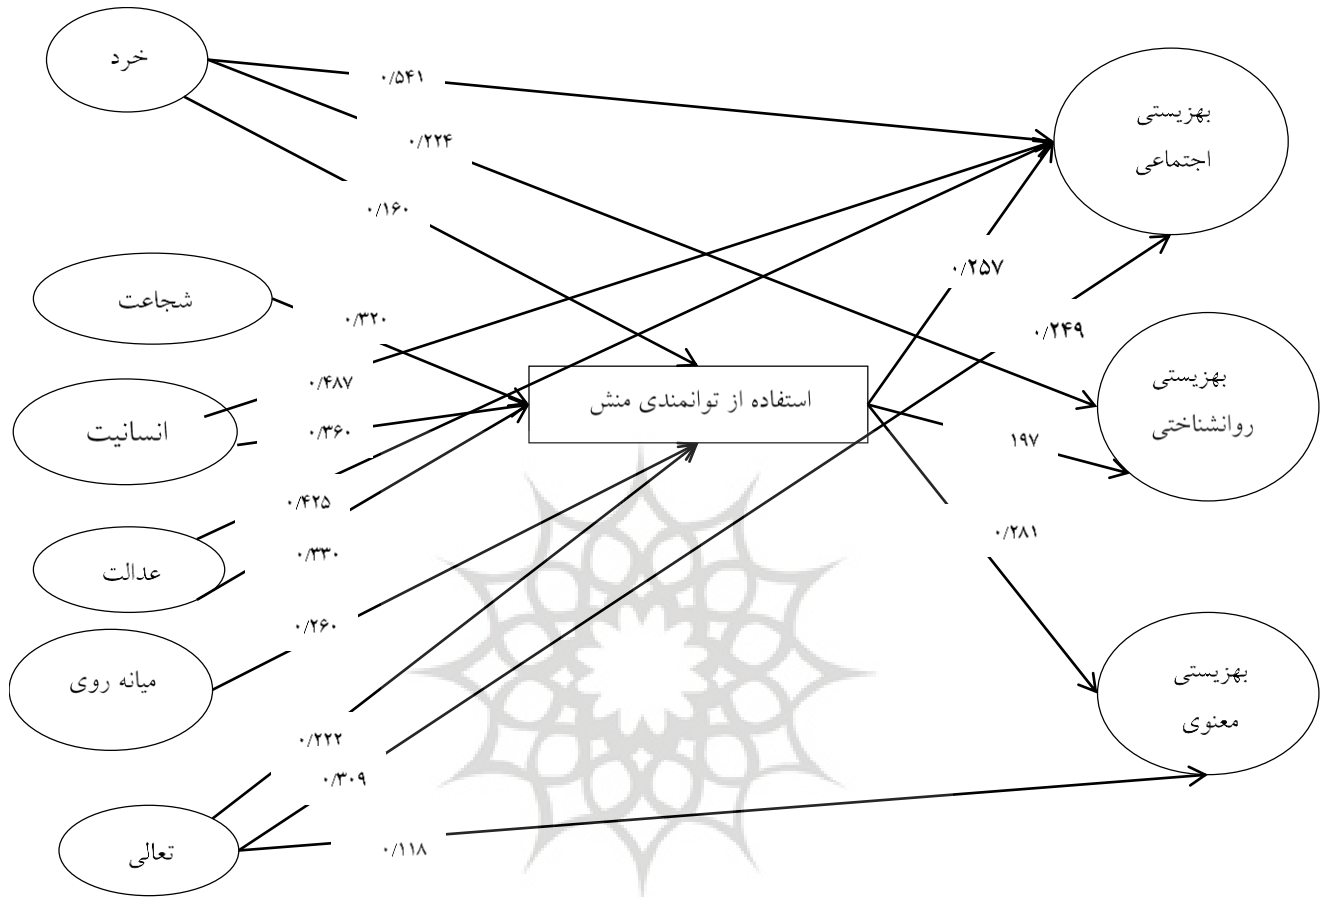 خرد
۰/۵۴۱
۰/۲۲۴
۰/۱۶۰
بهزیستی
اجتماعی
شجاعت
۰/۳۲۰
۰/۲۵۷
۰/۲۴۹
۰/۴۸۷
انسانیت
۰/۳۶۰
استفاده از توانمندی منش
بهزیستی
روانشناختی
۱۹۷
۰/۴۲۵
۰/۳۳۰
عدالت
۰/۲۸۱
۰/۲۶۰
میانه روی
بهزیستی
معنوی
۰/۲۲۲
۰/۳۰۹
تعالی
۰/۱۱۸